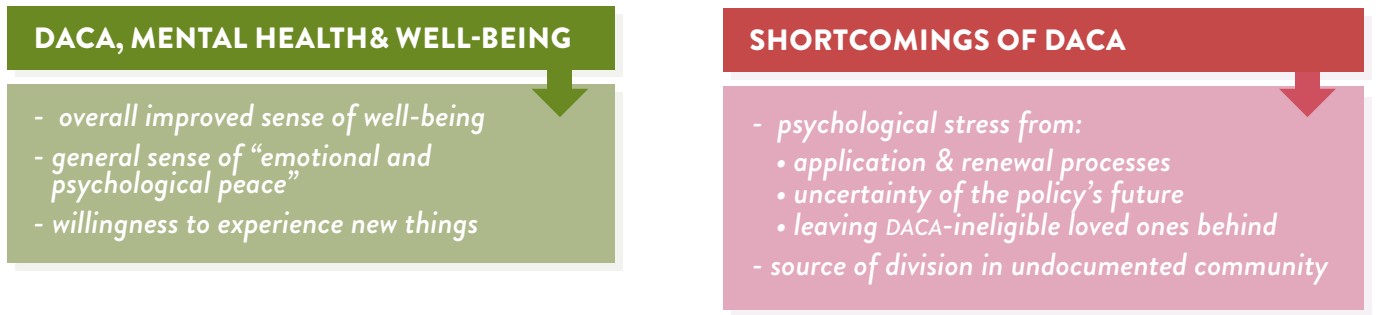 DACA, MENTAL HEALTH& WELL-BEING
- overall improved sense of well-being
- general sense of “emotional and
psychological peace”
- willingness to experience new things
SHORTCOMINGS OF DACA
- psychological stress from:
• application & renewal processes
• uncertainty of the policy’s future
• leaving DACA-ineligible loved ones behind
- source of division in undocumented community